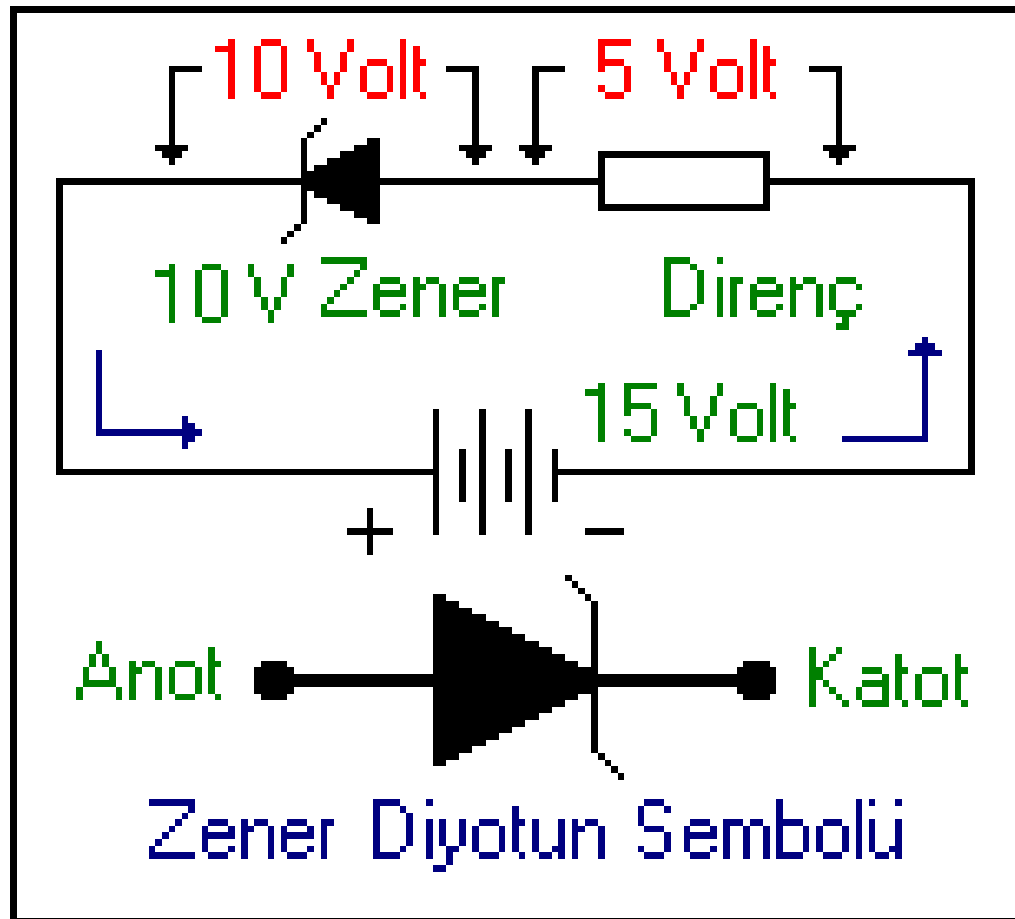 10 Volt 5 Volt
10 V Zener Direnç
15 Volt
+ −
Anot Katot
Zener Diyotun Sembolü